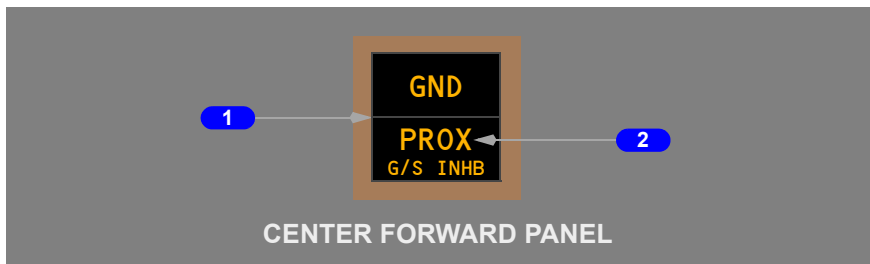 GND
1
PROX
2
G/S INHB
CENTER FORWARD PANEL